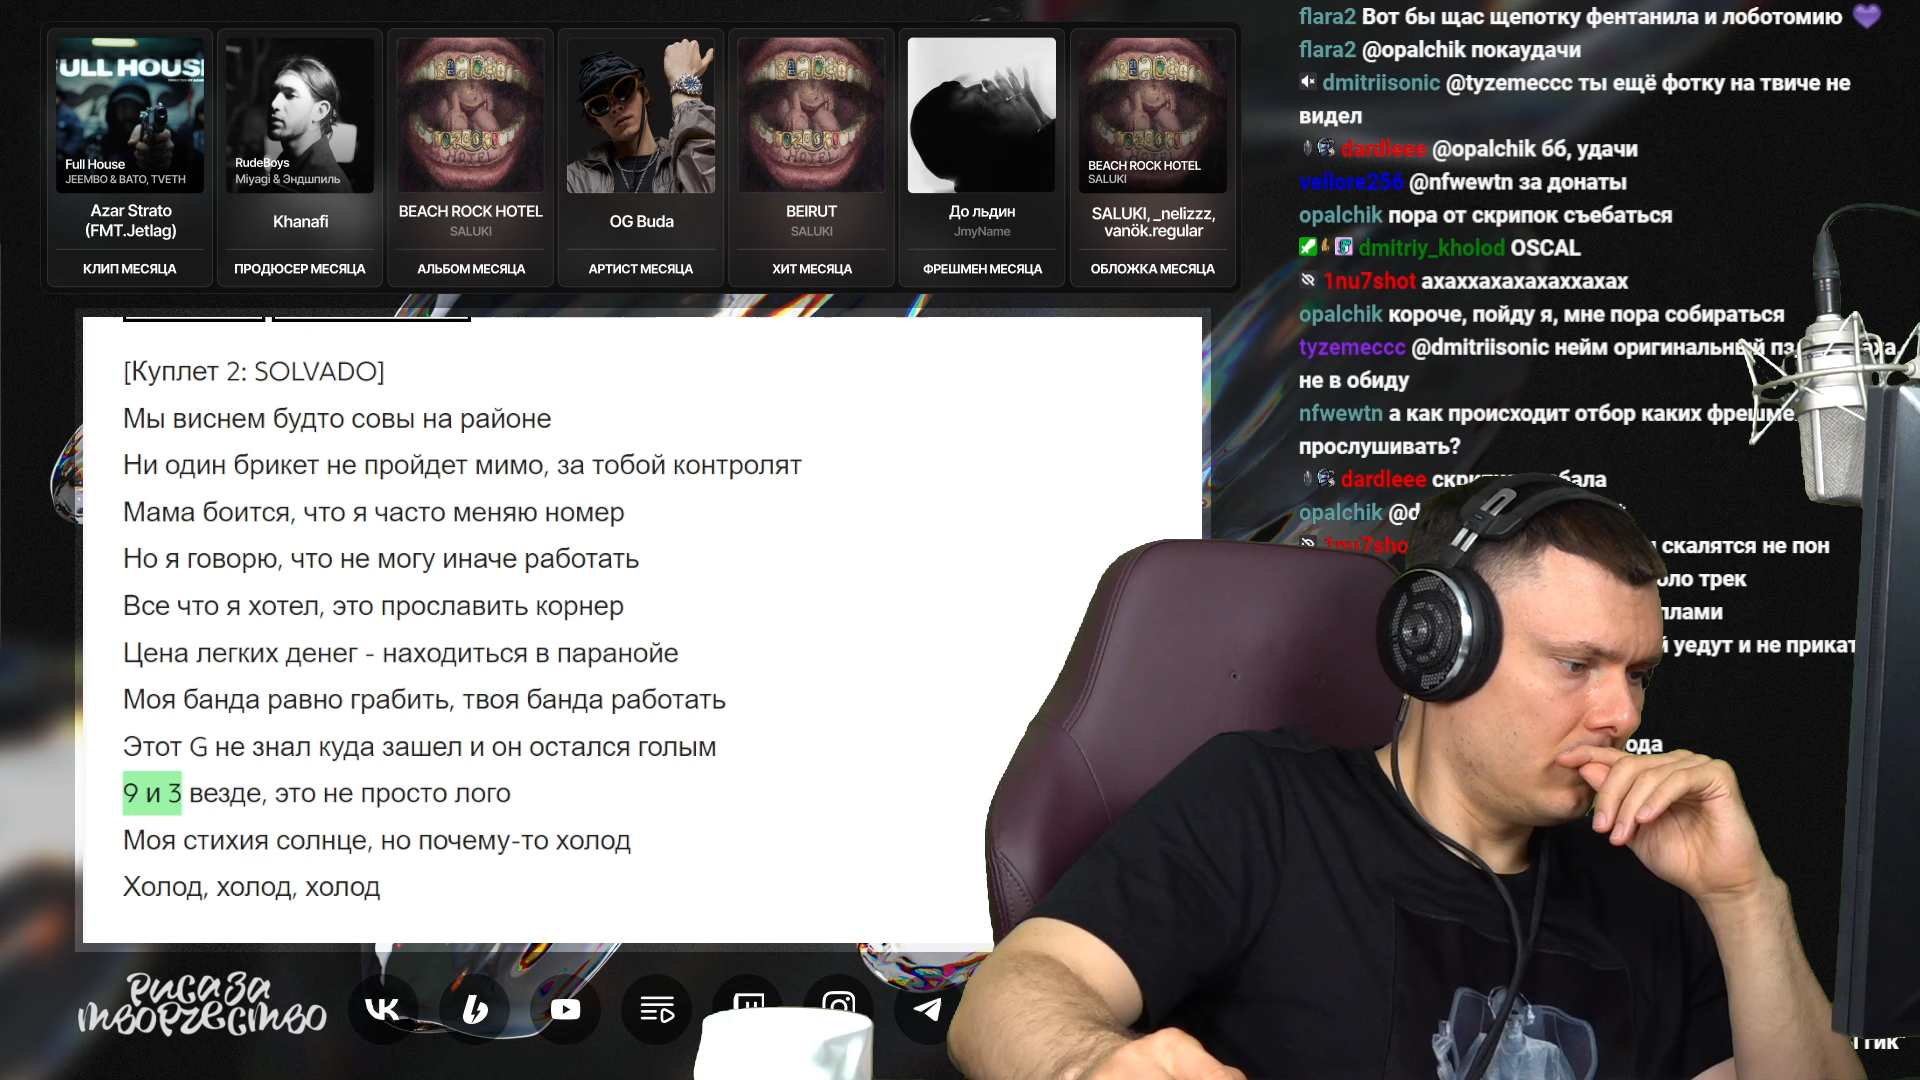 FULL HOUSE
Full House
JEEMBO & BATO, TVETH
Azar Strato
(FMT.Jetlag)
КЛИП МЕСЯЦА
RudeBoys
Miyagi & Эндшпиль
Khanafi
ПРОДЮСЕР МЕСЯЦА
BEACH ROCK HOTEL
SALUKI
АЛЬБОМ МЕСЯЦА
OG Buda
АРТИСТ МЕСЯЦА
BEIRUT
SALUKI
ХИТ МЕСЯЦА
До льдин
JmyName
ФРЕШМЕН МЕСЯЦА
BEACH ROCK HOTEL
SALUKI
SALUKI, _nelizzz,
vanök.regular
ОБЛОЖКА МЕСЯЦА
[Куплет 2: SOLVADO]
Мы виснем будто совы на районе
Ни один брикет не пройдет мимо, за тобой контролят
Мама боится, что я часто меняю номер
Но я говорю, что не могу иначе работать
Все что я хотел, это прославить корнер
Цена легких денег - находиться в паранойе
Моя банда равно грабить, твоя банда работать
Этот G не знал куда зашел и он остался голым
9 и 3 везде, это не просто лого
Моя стихия солнце, но почему-то холод
Холод, холод, холод
РИСАЗА
ТВОРЧЕСТВО
flara2 Вот бы щас щепотку фентанила и лоботомию
flara2 @opalchik покаудачи
dmitriisonic @tyzemeccc ты ещё фотку на твиче не
видел
dardleee @opalchik бб, удачи
vellore256 @nfwewtn за донаты
opalchik пора от скрипок съебаться
dmitriy_kholod OSCAL
1nu7shot ахаххахахахаххахах
opalchik короче, пойду я, мне пора собираться
tyzemeccc @dmitriisonic нейм оригинальный
не в обиду
nfwewtn а как происходит отбор каких
прослушивать?
dardleee
opalchik
скалятся не пон
трек
уедут и не